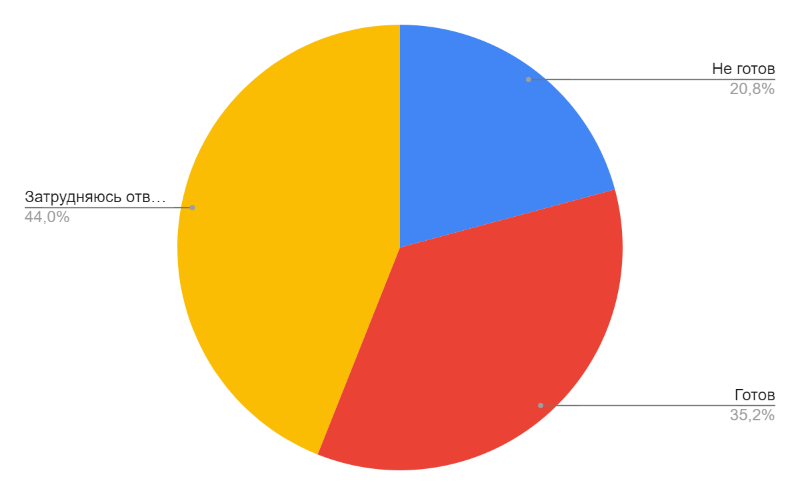 Не готов
20,8%
Затрудняюсь отв…
44,0%
Готов
35,2%